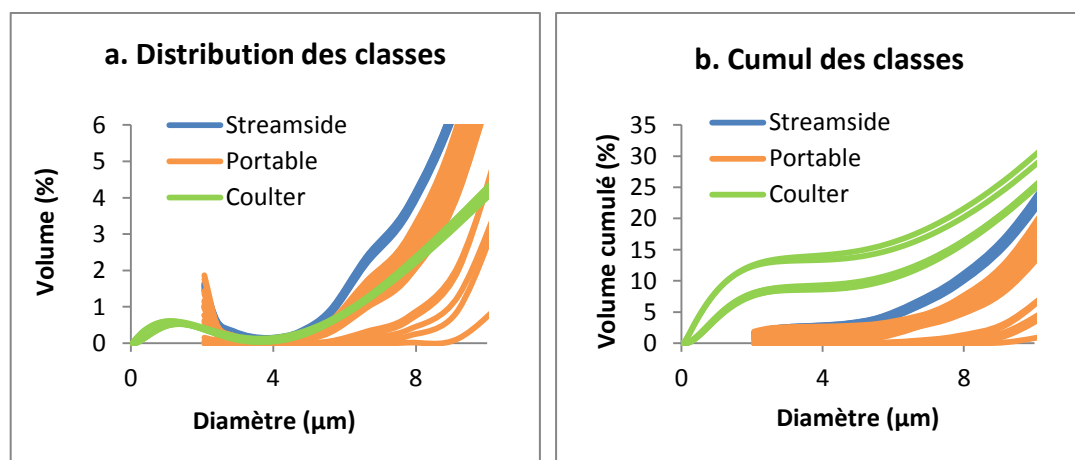 a. Distribution des classes
Streamside
Portable
Coulter
Volume (%)
6
5
4
3
2
1
0
0 4 8
Diamètre (µm)
b. Cumul des classes
Streamside
Portable
Coulter
Volume cumulé (%)
35
30
25
20
15
10
5
0
0 4 8
Diamètre (µm)